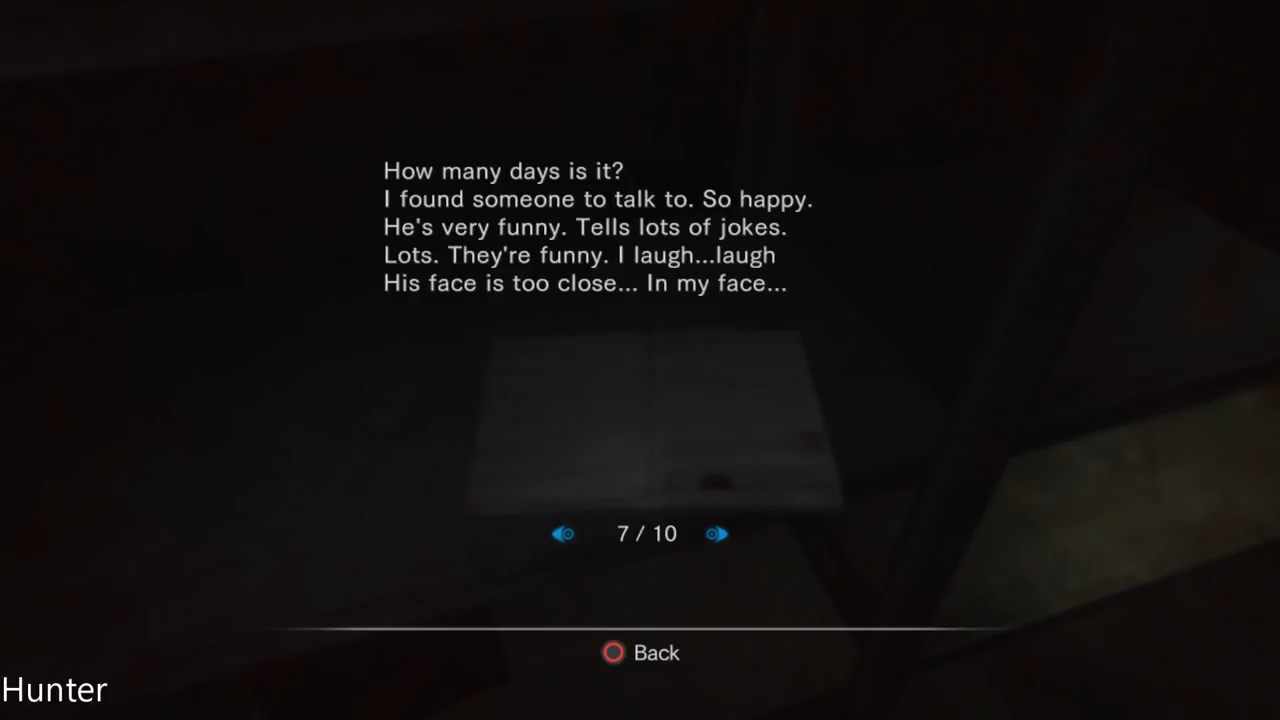 How many days is it?
I found someone to talk to. So happy.
He's very funny. Tells lots of jokes.
Lots. They're funny. I laugh...laugh
His face is too close... In my face...
7 / 10
Back
Hunter